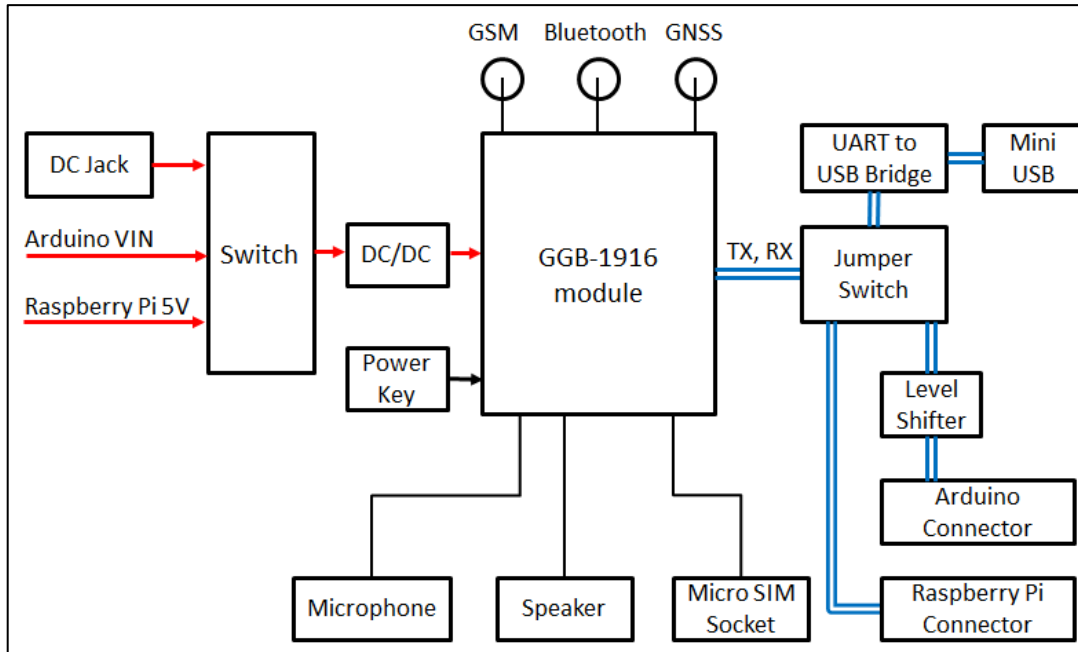 GSM
Bluetooth
GNSS
DC Jack
Arduino VIN
Raspberry Pi 5V
Switch
DC/DC
Power
Key
GGB-1916
module
TX, RX
UART to
USB Bridge
Mini
USB
Jumper
Switch
Level
Shifter
Arduino
Connector
Raspberry Pi
Connector
Microphone
Speaker
Micro SIM
Socket